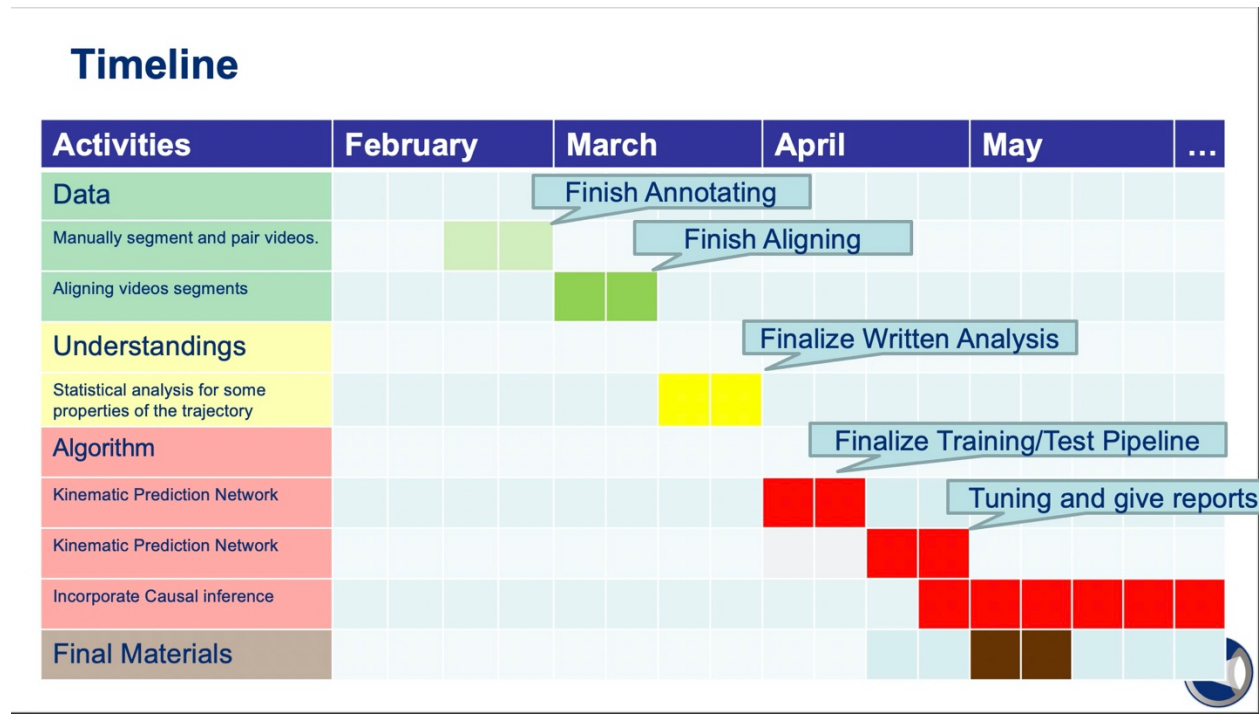 Timeline
Activities February March April May ...
Data
Finish Annotating
Manually segment and pair videos.
Finish Aligning
Aligning videos segments
Understandings
Finalize Written Analysis
Statistical analysis for some
properties of the trajectory
Algorithm
Finalize Training/Test Pipeline
Kinematic Prediction Network
Tuning and give reports
Kinematic Prediction Network
Incorporate Causal inference
Final Materials